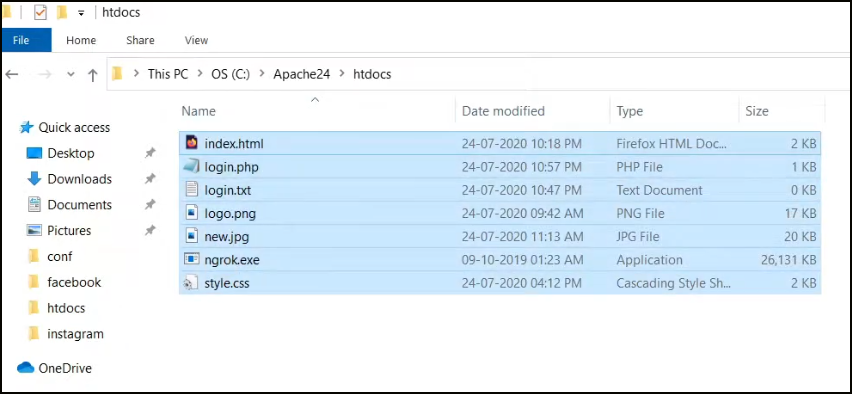 htdocs
File Home Share View
This PC OS (C:) Apache24 htdocs
Name Date modified Type Size
Quick access
Desktop
Downloads
Documents
Pictures
conf
facebook
htdocs
instagram
OneDrive
index.html 24-07-2020 10:18 PM Firefox HTML Doc... 2 KB
login.php 24-07-2020 10:57 PM PHP File 1 KB
login.txt 24-07-2020 10:47 PM Text Document 0 KB
logo.png 24-07-2020 09:42 AM PNG File 17 KB
new.jpg 24-07-2020 11:13 AM JPG File 20 KB
ngrok.exe 09-10-2019 01:23 AM Application 26,131 KB
style.css 24-07-2020 04:12 PM Cascading Style Sh... 2 KB